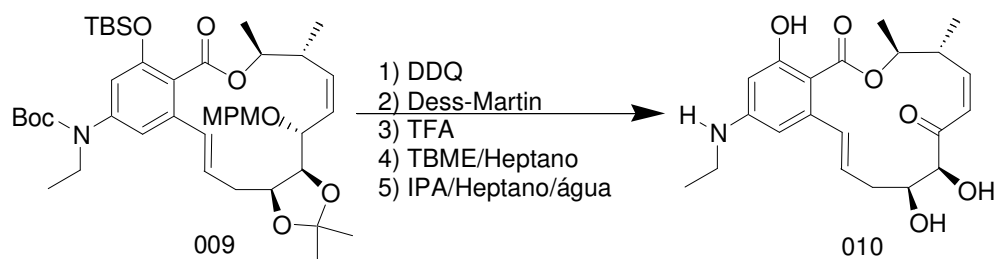 TBSO
O
O
Boc
N
MPMO
O
O
009
1) DDQ
2) Dess-Martin
3) TFA
4) TBME/Heptano
5) IPA/Heptano/água
OH
O
O
O
H
N
OH
OH
010